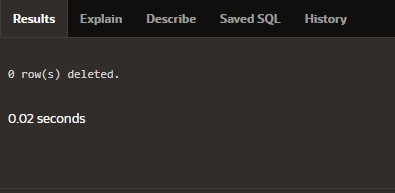 Results Explain Describe Saved SQL History
0 row(s) deleted.
0.02 seconds